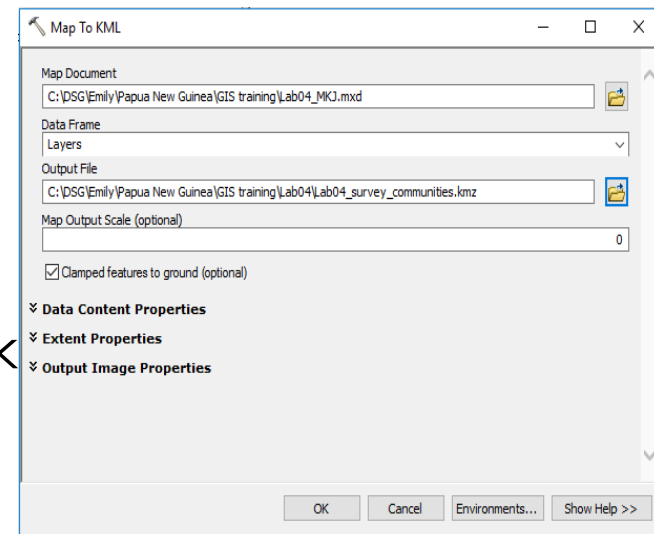 Map To KML
Map Document
C:\DSG\Emily\Papua New Guinea\GIS training\Lab04_MKJ.mxd
Data Frame
Layers
Output File
C:\DSG\Emily\Papua New Guinea\GIS training\Lab04\Lab04_survey_communities.kmz
Map Output Scale (optional)
0
Clamped features to ground (optional)
Data Content Properties
Extent Properties
Output Image Properties
OK Cancel Environments... Show Help >>